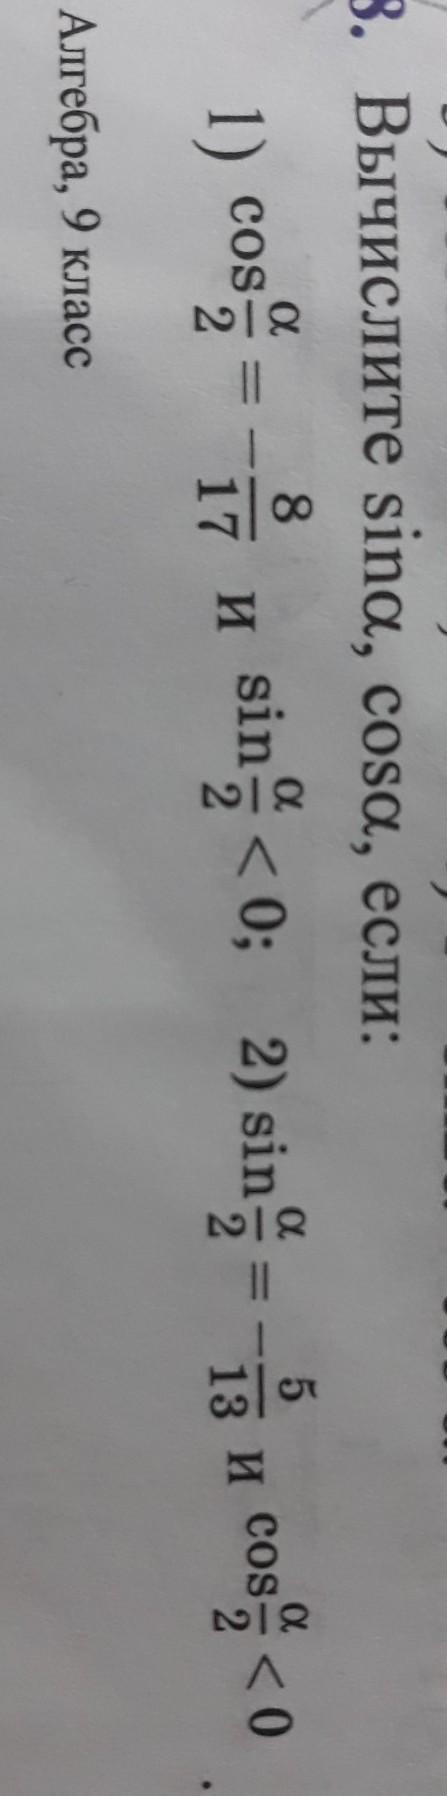 8. Вычислите sinα, cosα, если:
1) cos α/2 = -8/17 и sin α/2 < 0; 2) sin α/2 = -5/13 и cos α/2 < 0
Алгебра, 9 класс